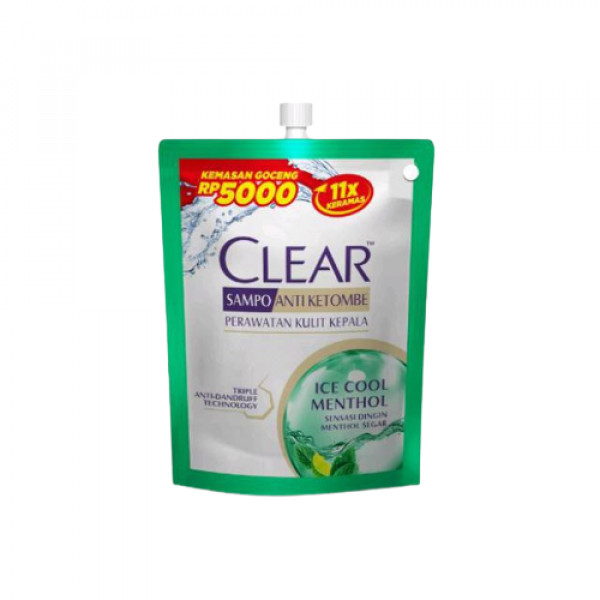 KEMASAN GOCENG
RP5000
11x
KERAMAS
CLEAR™
SAMPO ANTI KETOMBE
PERAWATAN KULIT KEPALA
TRIPLE
ANTI-DANDRUFF
TECHNOLOGY
ICE COOL
MENTHOL
SENSASI DINGIN
MENTHOL SEGAR